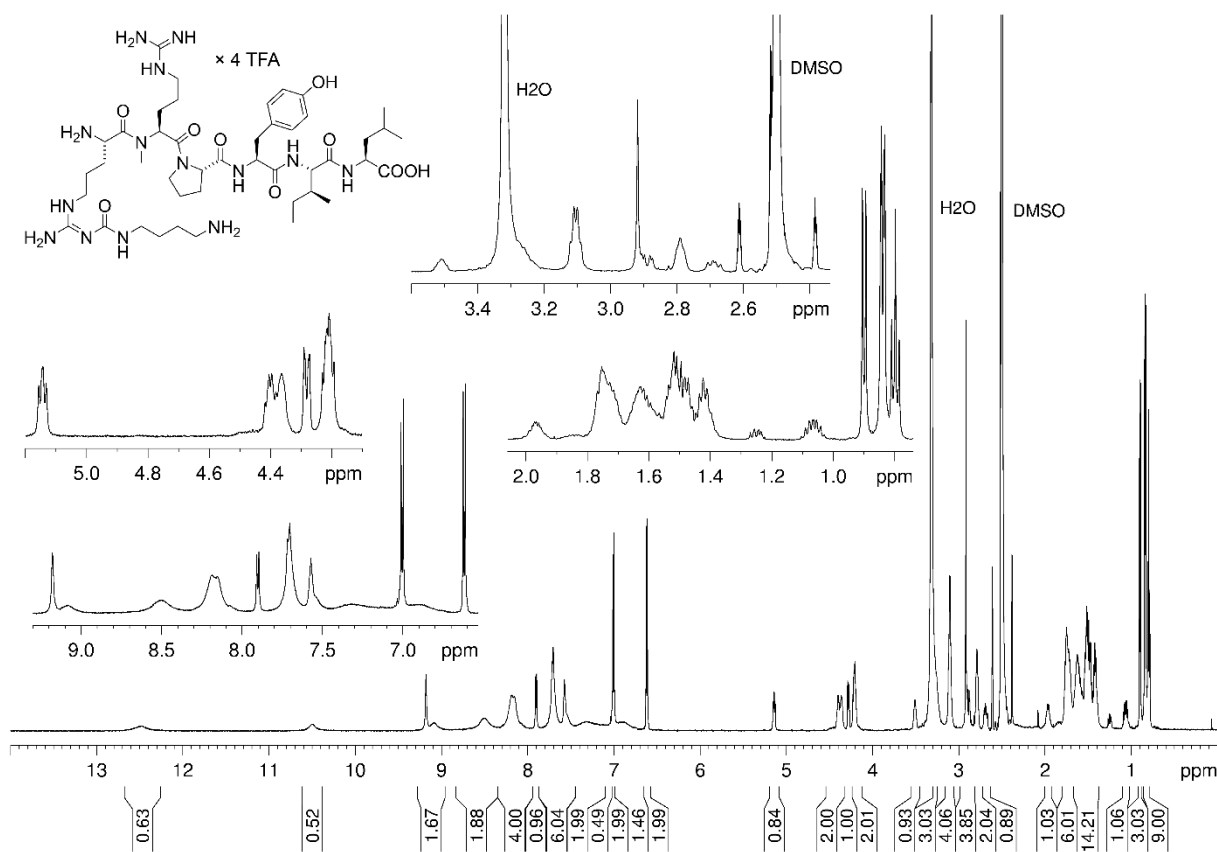 H2N NH
HN
× 4 TFA
OH
O
H2N
N
O
N
O
N
H
H
N
O
O
N
H
COOH
HN
H2N
N
O
N
H
NH2
H2O
DMSO
3.4 3.2 3.0 2.8 2.6 ppm
H2O
DMSO
5.0 4.8 4.6 4.4 ppm
2.0 1.8 1.6 1.4 1.2 1.0 ppm
9.0 8.5 8.0 7.5 7.0 ppm
13 12 11 10 9 8 7 6 5 4 3 2 1 ppm
0.63 0.52 1.67 1.88 4.00 0.96 6.04 1.99 0.49 1.99 1.46 1.99 0.84 2.00 1.00 2.01 0.93 3.03 4.06 3.85 2.04 0.89 1.03 6.01 14.21 1.06 3.03 9.00